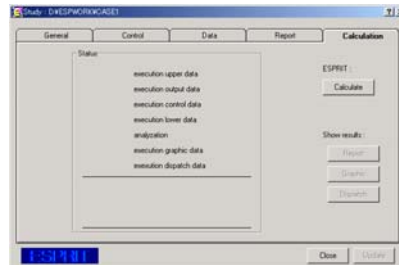 Study : D:¥ESPWORK¥CASE1
General
Control
Data
Report
Calculation
Status
execution upper data
execution output data
execution control data
execution lower data
analyzation
execution graphic data
execution dispatch data
ESPRIT :
Calculate
Show results :
Report
Graphic
Dispatch
ESPRIT
Close
Update